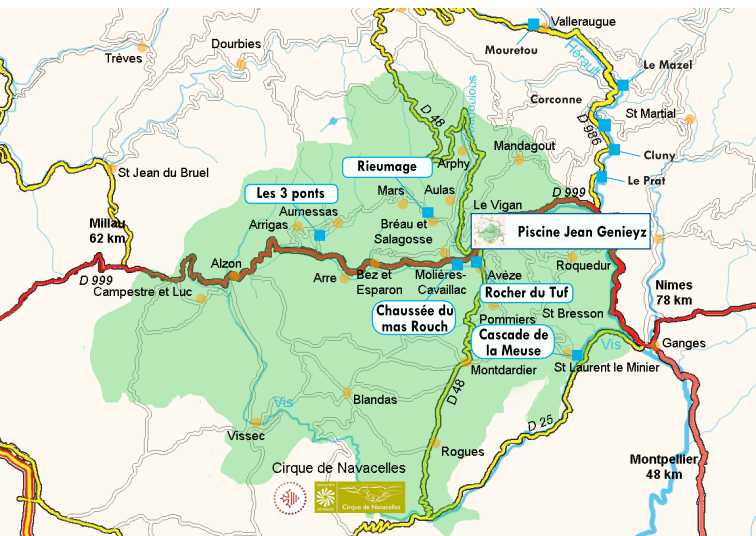 Valleraugue
Mouretou
Dourbies
Trèves
Hérault
Le Mazel
Corconne
St Martial
D 48
D 986
Mandagout
Cluny
Arphy
St Jean du Bruel
Rieumage
Le Prat
Les 3 ponts
Mars
Aulas
D 999
Le Vigan
Aumessas
Arrigas
Bréau et
Salagosse
Millau
62 km
Piscine Jean Genieyz
Alzon
Roquedur
D 999
Arre
Bez et
Esparon
Molières-
Cavaillac
Avèze
Campestre et Luc
Rocher du Tuf
Nimes
78 km
Chaussée du
mas Rouch
Pommiers
St Bresson
Cascade de
la Meuse
Vis
Ganges
St Laurent le Minier
Montdardier
D 48
Blandas
Vis
D 25
Vissec
Rogues
Montpellier
48 km
Cirque de Navacelles
Cirque de Navacelles